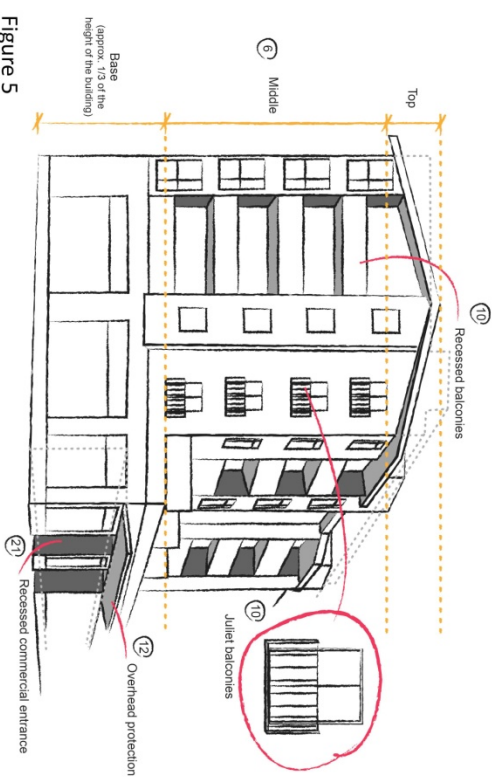 Top
6
Middle
Base
(approx. 1/3 of the
height of the building)
10
Recessed balconies
10
Juliet balconies
12
Overhead protection
21
Recessed commercial entrance
Figure 5